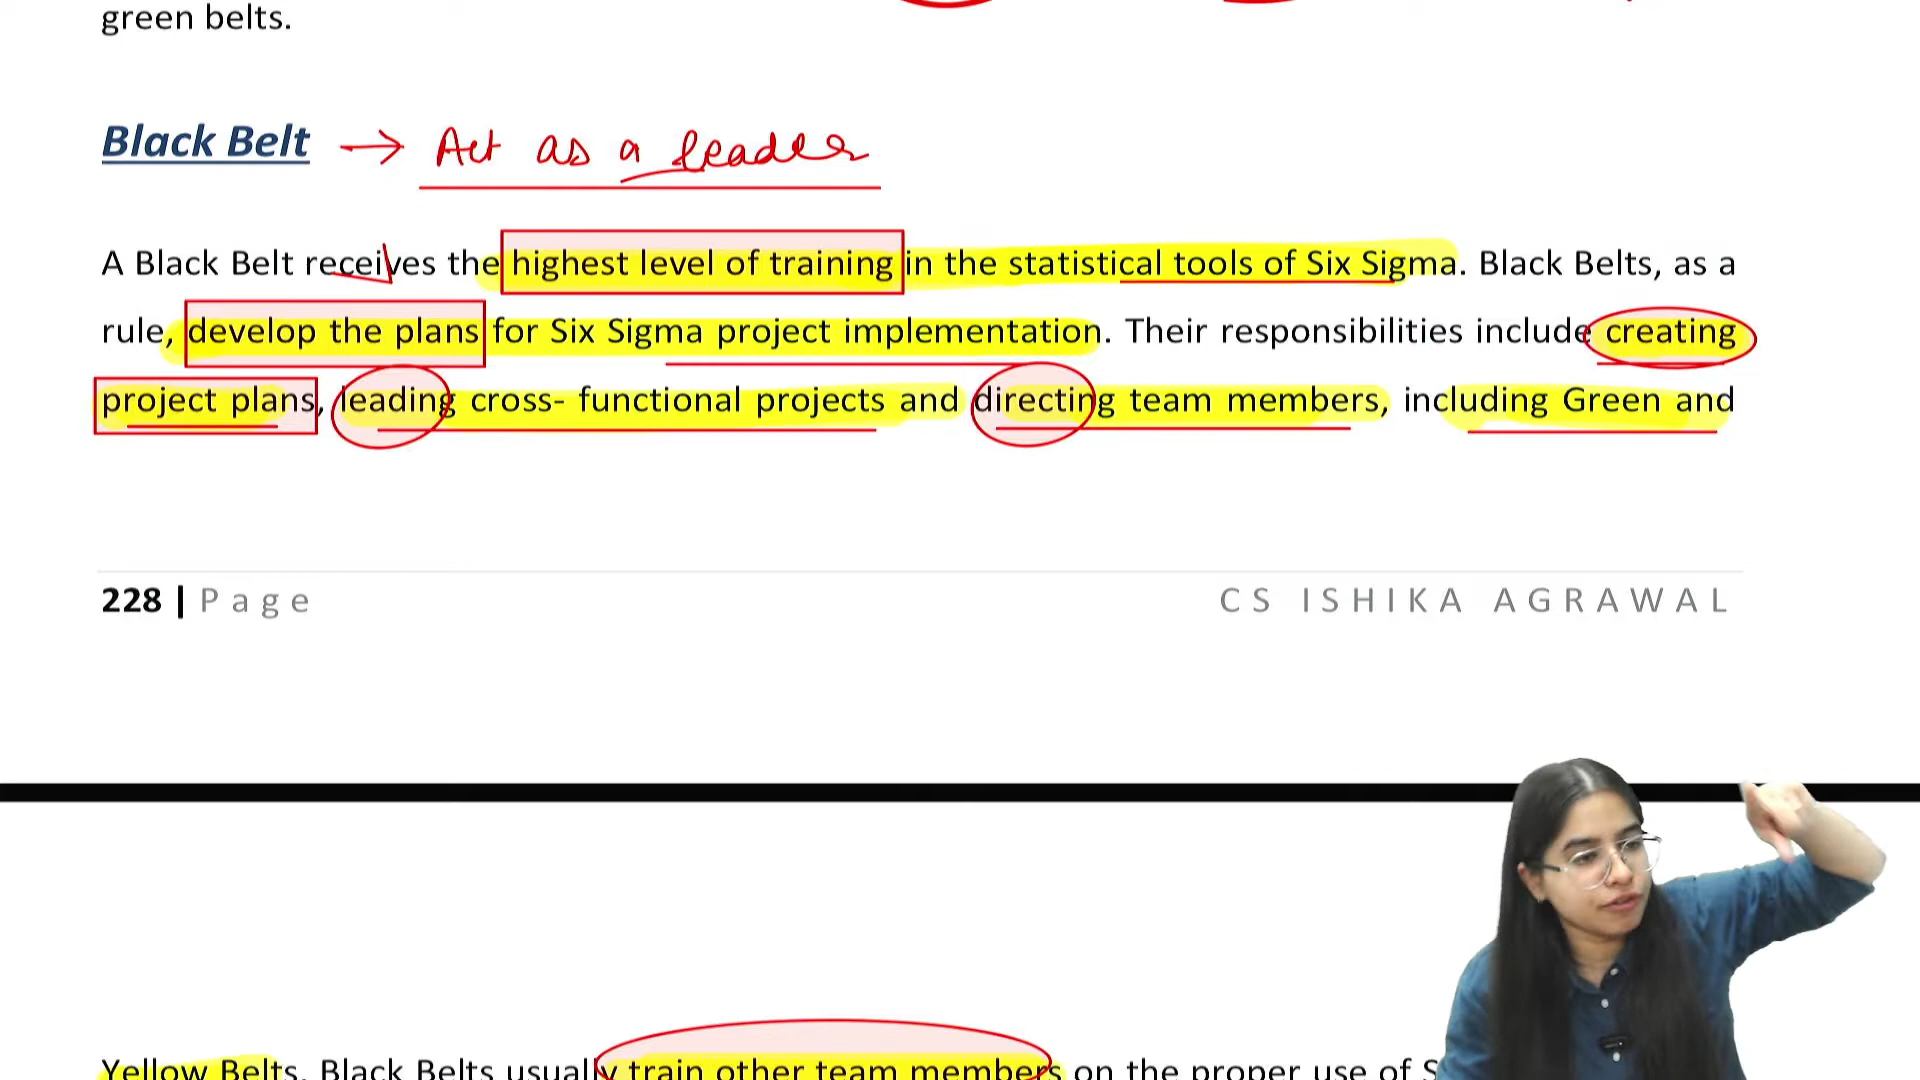 green belts.
Black Belt → Act as a leader
A Black Belt receives the highest level of training in the statistical tools of Six Sigma. Black Belts, as a
rule, develop the plans for Six Sigma project implementation. Their responsibilities include creating
project plans, leading cross- functional projects and directing team members, including Green and
228 | Page
CS ISHIKA AGRAWAL
Yellow Belts. Black Belts usually train other team members on the proper use of S